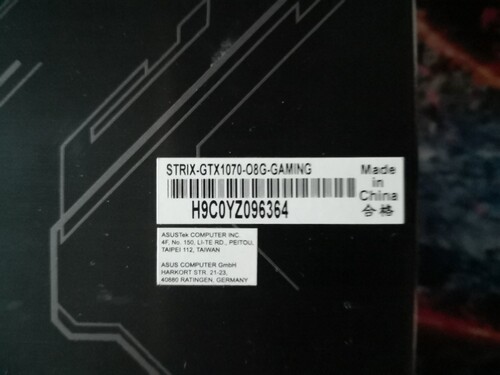 STRIX-GTX1070-O8G-GAMING
H9C0YZ096364
Made
in
China
合格
ASUSTek COMPUTER INC.
4F, No. 150, LI-TE RD., PEITOU,
TAIPEI 112, TAIWAN
ASUS COMPUTER GmbH
HARKORT STR. 21-23,
40880 RATINGEN, GERMANY